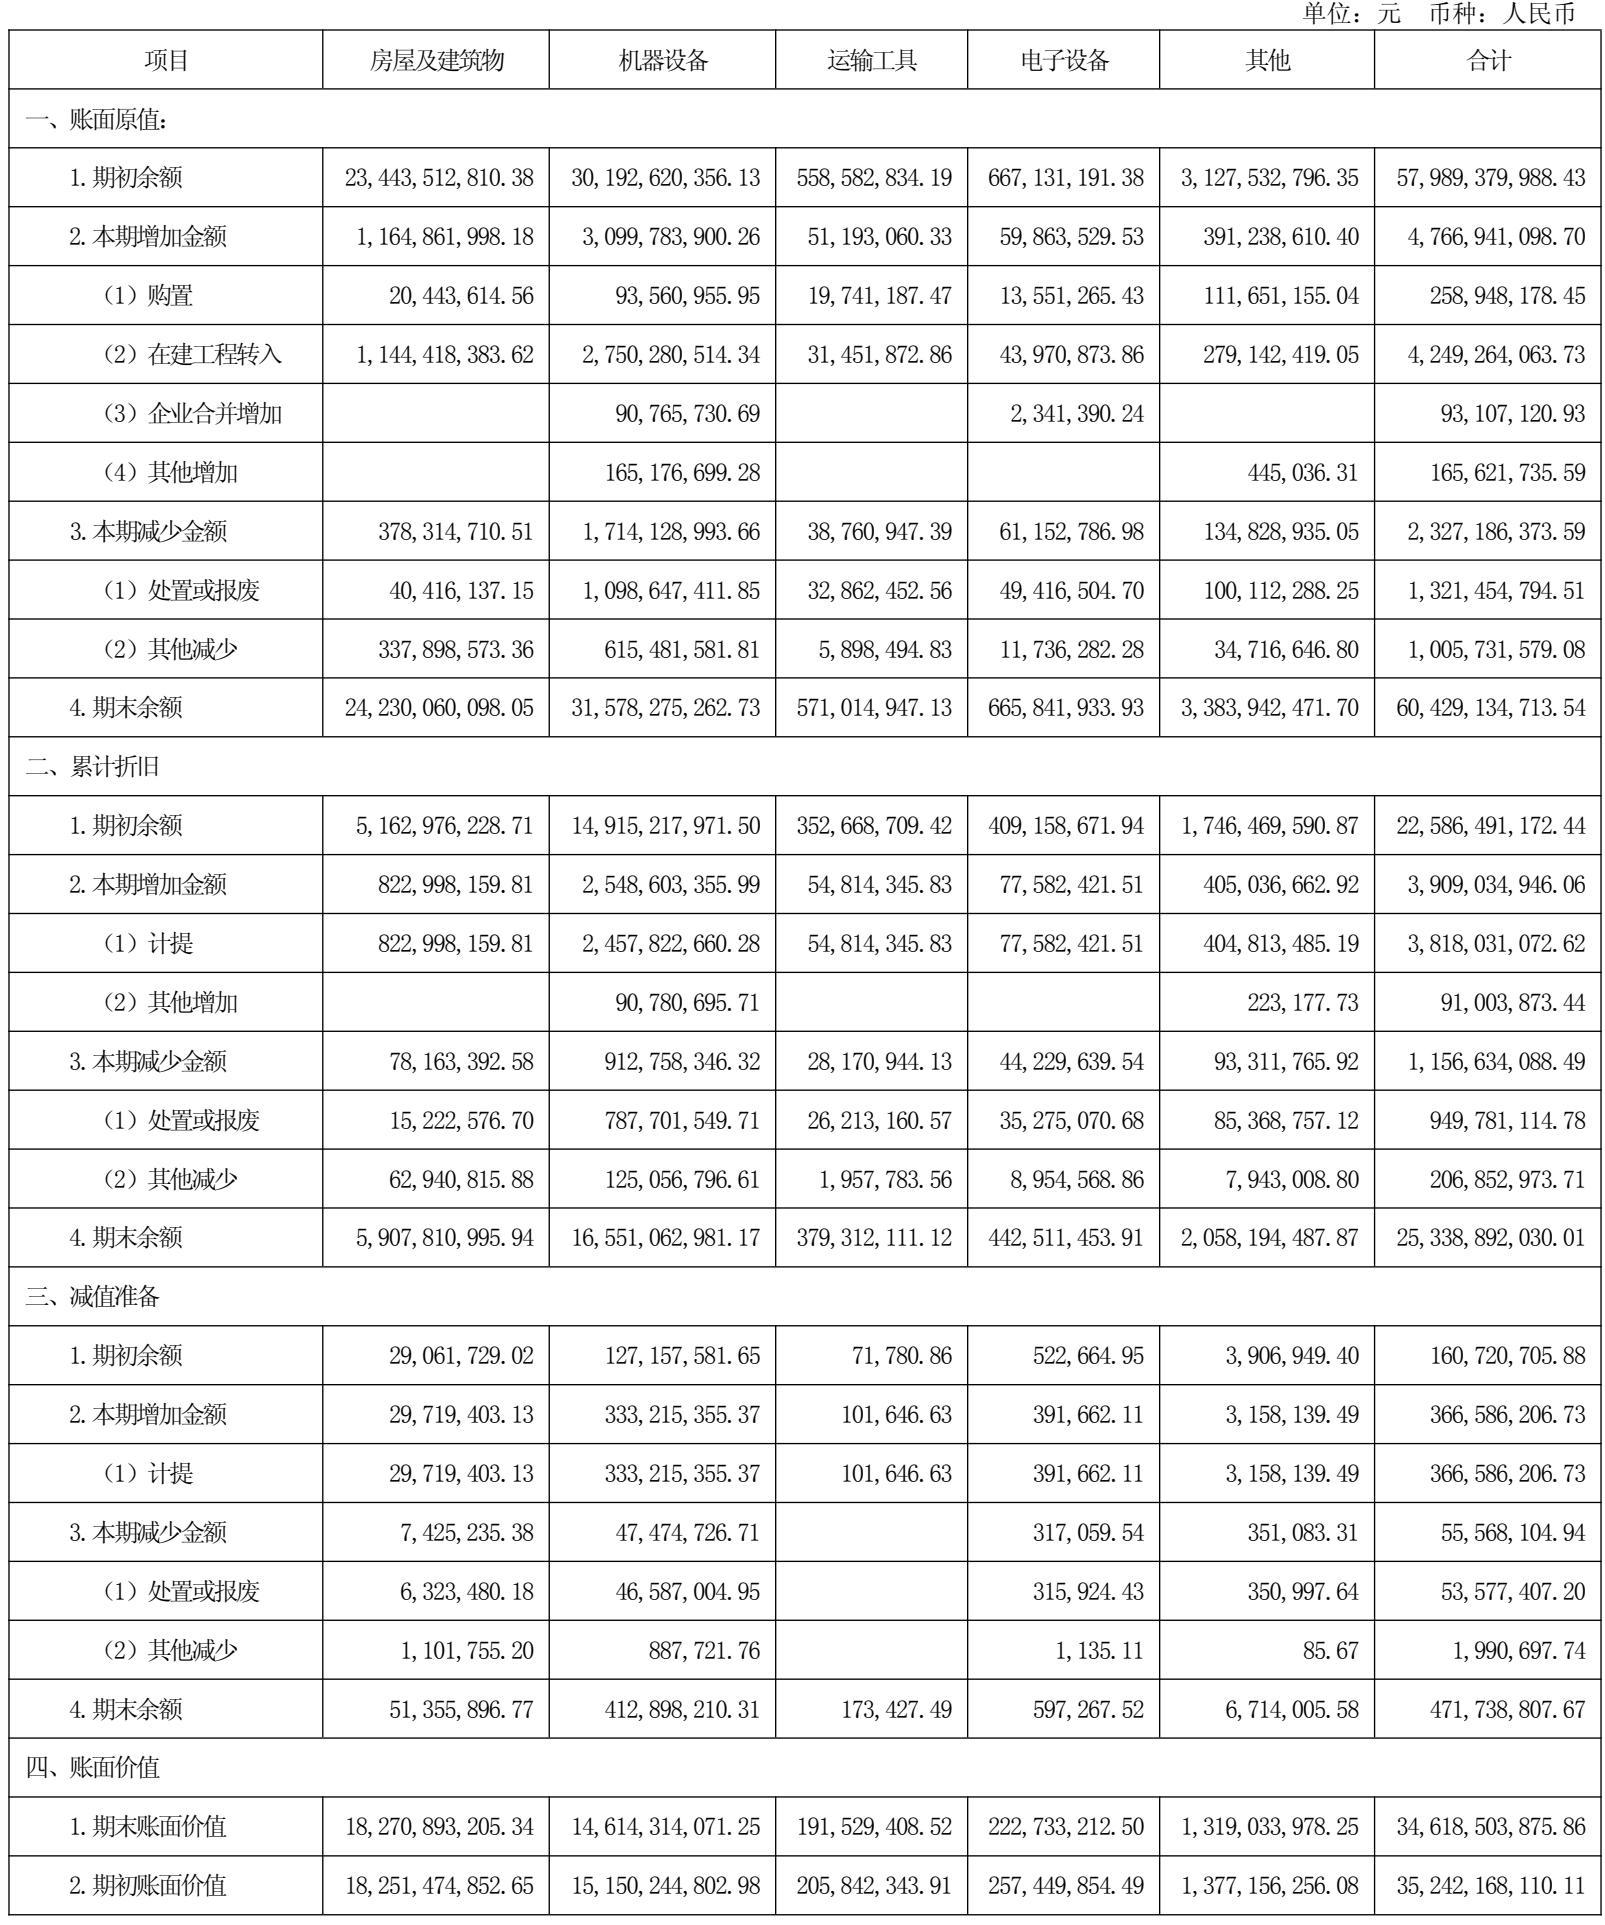 单位：元 币种：人民币
项目 房屋及建筑物 机器设备 运输工具 电子设备 其他 合计
一、账面原值：
1.期初余额 23,443,512,810.38 30,192,620,356.13 558,582,834.19 667,131,191.38 3,127,532,796.35 57,989,379,988.43
2.本期增加金额 1,164,861,998.18 3,099,783,900.26 51,193,060.33 59,863,529.53 391,238,610.40 4,766,941,098.70
（1）购置 20,443,614.56 93,560,955.95 19,741,187.47 13,551,265.43 111,651,155.04 258,948,178.45
（2）在建工程转入 1,144,418,383.62 2,750,280,514.34 31,451,872.86 43,970,873.86 279,142,419.05 4,249,264,063.73
（3）企业合并增加 90,765,730.69 2,341,390.24 93,107,120.93
（4）其他增加 165,176,699.28 445,036.31 165,621,735.59
3.本期减少金额 378,314,710.51 1,714,128,993.66 38,760,947.39 61,152,786.98 134,828,935.05 2,327,186,373.59
（1）处置或报废 40,416,137.15 1,098,647,411.85 32,862,452.56 49,416,504.70 100,112,288.25 1,321,454,794.51
（2）其他减少 337,898,573.36 615,481,581.81 5,898,494.83 11,736,282.28 34,716,646.80 1,005,731,579.08
4.期末余额 24,230,060,098.05 31,578,275,262.73 571,014,947.13 665,841,933.93 3,383,942,471.70 60,429,134,713.54
二、累计折旧
1.期初余额 5,162,976,228.71 14,915,217,971.50 352,668,709.42 409,158,671.94 1,746,469,590.87 22,586,491,172.44
2.本期增加金额 822,998,159.81 2,548,603,355.99 54,814,345.83 77,582,421.51 405,036,662.92 3,909,034,946.06
（1）计提 822,998,159.81 2,457,822,660.28 54,814,345.83 77,582,421.51 404,813,485.19 3,818,031,072.62
（2）其他增加 90,780,695.71 223,177.73 91,003,873.44
3.本期减少金额 78,163,392.58 912,758,346.32 28,170,944.13 44,229,639.54 93,311,765.92 1,156,634,088.49
（1）处置或报废 15,222,576.70 787,701,549.71 26,213,160.57 35,275,070.68 85,368,757.12 949,781,114.78
（2）其他减少 62,940,815.88 125,056,796.61 1,957,783.56 8,954,568.86 7,943,008.80 206,852,973.71
4.期末余额 5,907,810,995.94 16,551,062,981.17 379,312,111.12 442,511,453.91 2,058,194,487.87 25,338,892,030.01
三、减值准备
1.期初余额 29,061,729.02 127,157,581.65 71,780.86 522,664.95 3,906,949.40 160,720,705.88
2.本期增加金额 29,719,403.13 333,215,355.37 101,646.63 391,662.11 3,158,139.49 366,586,206.73
（1）计提 29,719,403.13 333,215,355.37 101,646.63 391,662.11 3,158,139.49 366,586,206.73
3.本期减少金额 7,425,235.38 47,474,726.71 317,059.54 351,083.31 55,568,104.94
（1）处置或报废 6,323,480.18 46,587,004.95 315,924.43 350,997.64 53,577,407.20
（2）其他减少 1,101,755.20 887,721.76 1,135.11 85.67 1,990,697.74
4.期末余额 51,355,896.77 412,898,210.31 173,427.49 597,267.52 6,714,005.58 471,738,807.67
四、账面价值
1.期末账面价值 18,270,893,205.34 14,614,314,071.25 191,529,408.52 222,733,212.50 1,319,033,978.25 34,618,503,875.86
2.期初账面价值 18,251,474,852.65 15,150,244,802.98 205,842,343.91 257,449,854.49 1,377,156,256.08 35,242,168,110.11